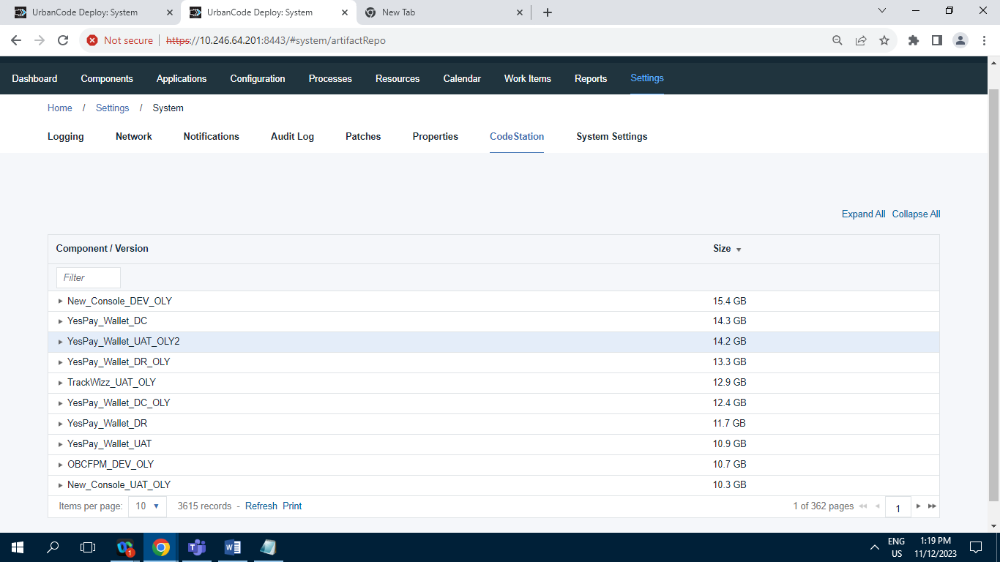 UrbanCode Deploy: System
UrbanCode Deploy: System
New Tab
Not secure
https://10.246.64.201:8443/#system/artifactRepo
Dashboard Components Applications Configuration Processes Resources Calendar Work Items Reports Settings
Home / Settings / System
Logging Network Notifications Audit Log Patches Properties CodeStation System Settings
Expand All Collapse All
Component / Version Size
Filter
New_Console_DEV_OLY 15.4 GB
YesPay_Wallet_DC 14.3 GB
YesPay_Wallet_UAT_OLY2 14.2 GB
YesPay_Wallet_DR_OLY 13.3 GB
TrackWizz_UAT_OLY 12.9 GB
YesPay_Wallet_DC_OLY 12.4 GB
YesPay_Wallet_DR 11.7 GB
YesPay_Wallet_UAT 10.9 GB
OBCFPM_DEV_OLY 10.7 GB
New_Console_UAT_OLY 10.3 GB
Items per page: 10 3615 records - Refresh Print 1 of 362 pages 1
1
ENG 1:19 PM
US 11/12/2023